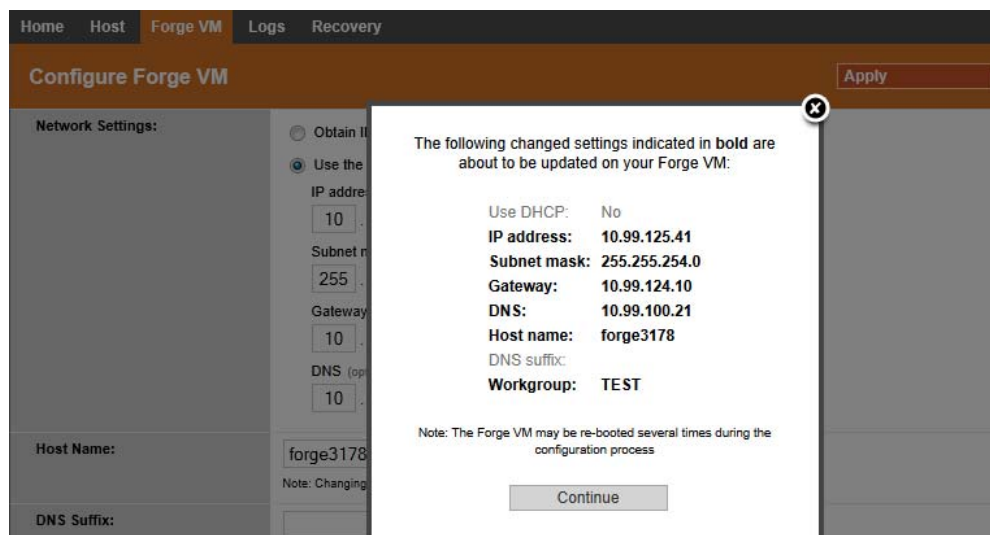 Home Host Forge VM Logs Recovery
Configure Forge VM
Apply
Network Settings:
Obtain
Use the
IP
10 .
Subnet
255 .
Gateway
10 .
DNS
10 .
Host Name:
forge3178
Note: Changing
DNS Suffix:
The following changed settings indicated in bold are
about to be updated on your Forge VM:
Use DHCP: No
IP address: 10.99.125.41
Subnet mask: 255.255.254.0
Gateway: 10.99.124.10
DNS: 10.99.100.21
Host name: forge3178
DNS suffix:
Workgroup: TEST
Note: The Forge VM may be re-booted several times during the
configuration process
Continue